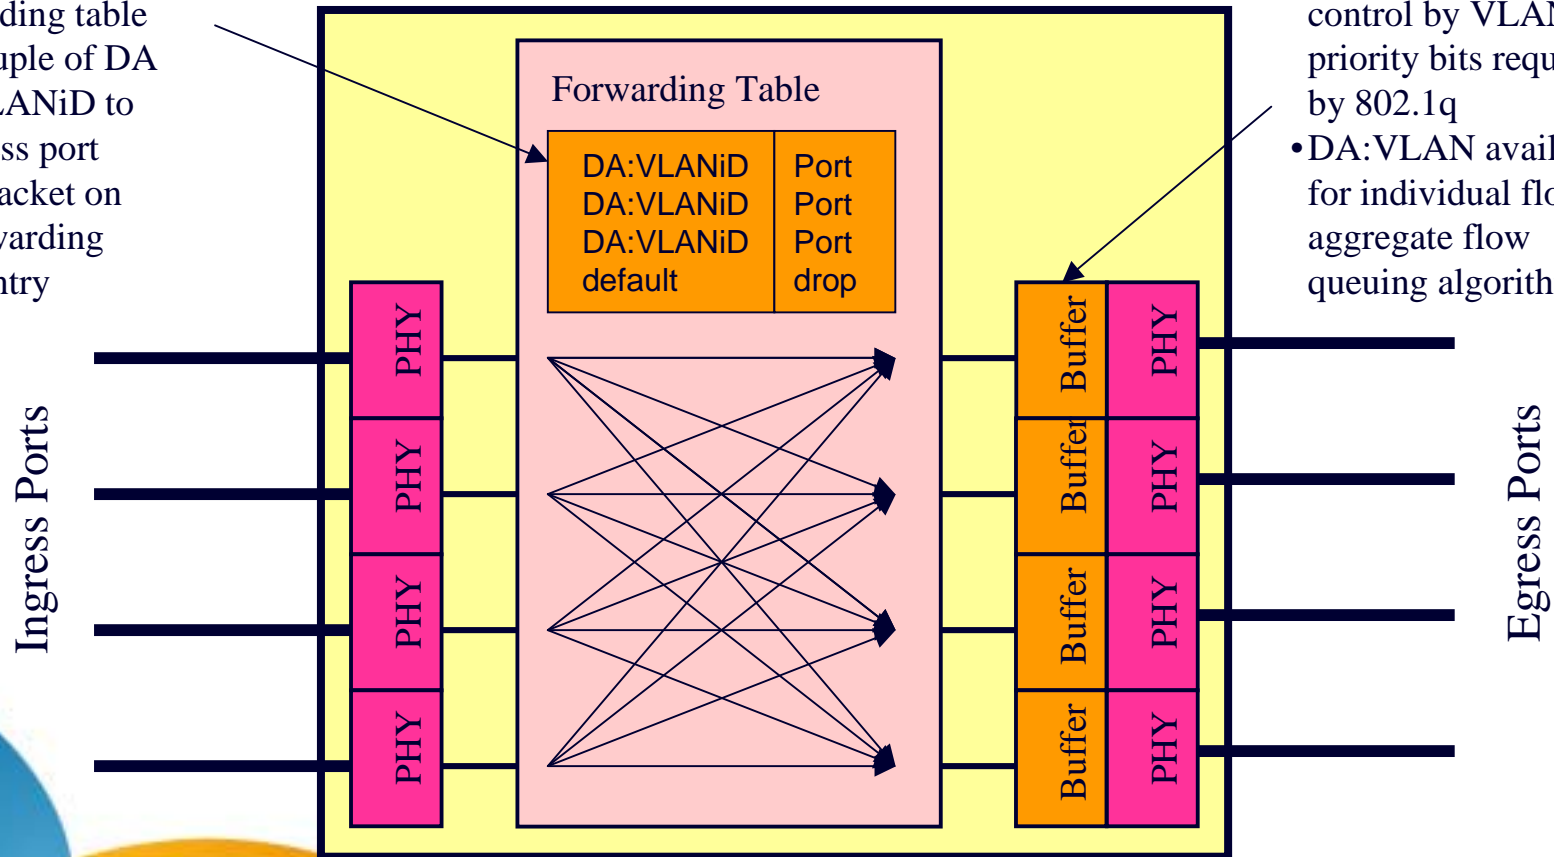 ding table
uple of DA
LANiD to
ss port
acket on
warding
ntry
Forwarding Table
DA:VLANiD Port
DA:VLANiD Port
DA:VLANiD Port
default drop
control by VLAN
priority bits requ
by 802.1q
•DA:VLAN avail
for individual flo
aggregate flow
queuing algorith
Ingress Ports
PHY
PHY
PHY
PHY
Buffer PHY
Buffer PHY
Buffer PHY
Buffer PHY
Egress Ports